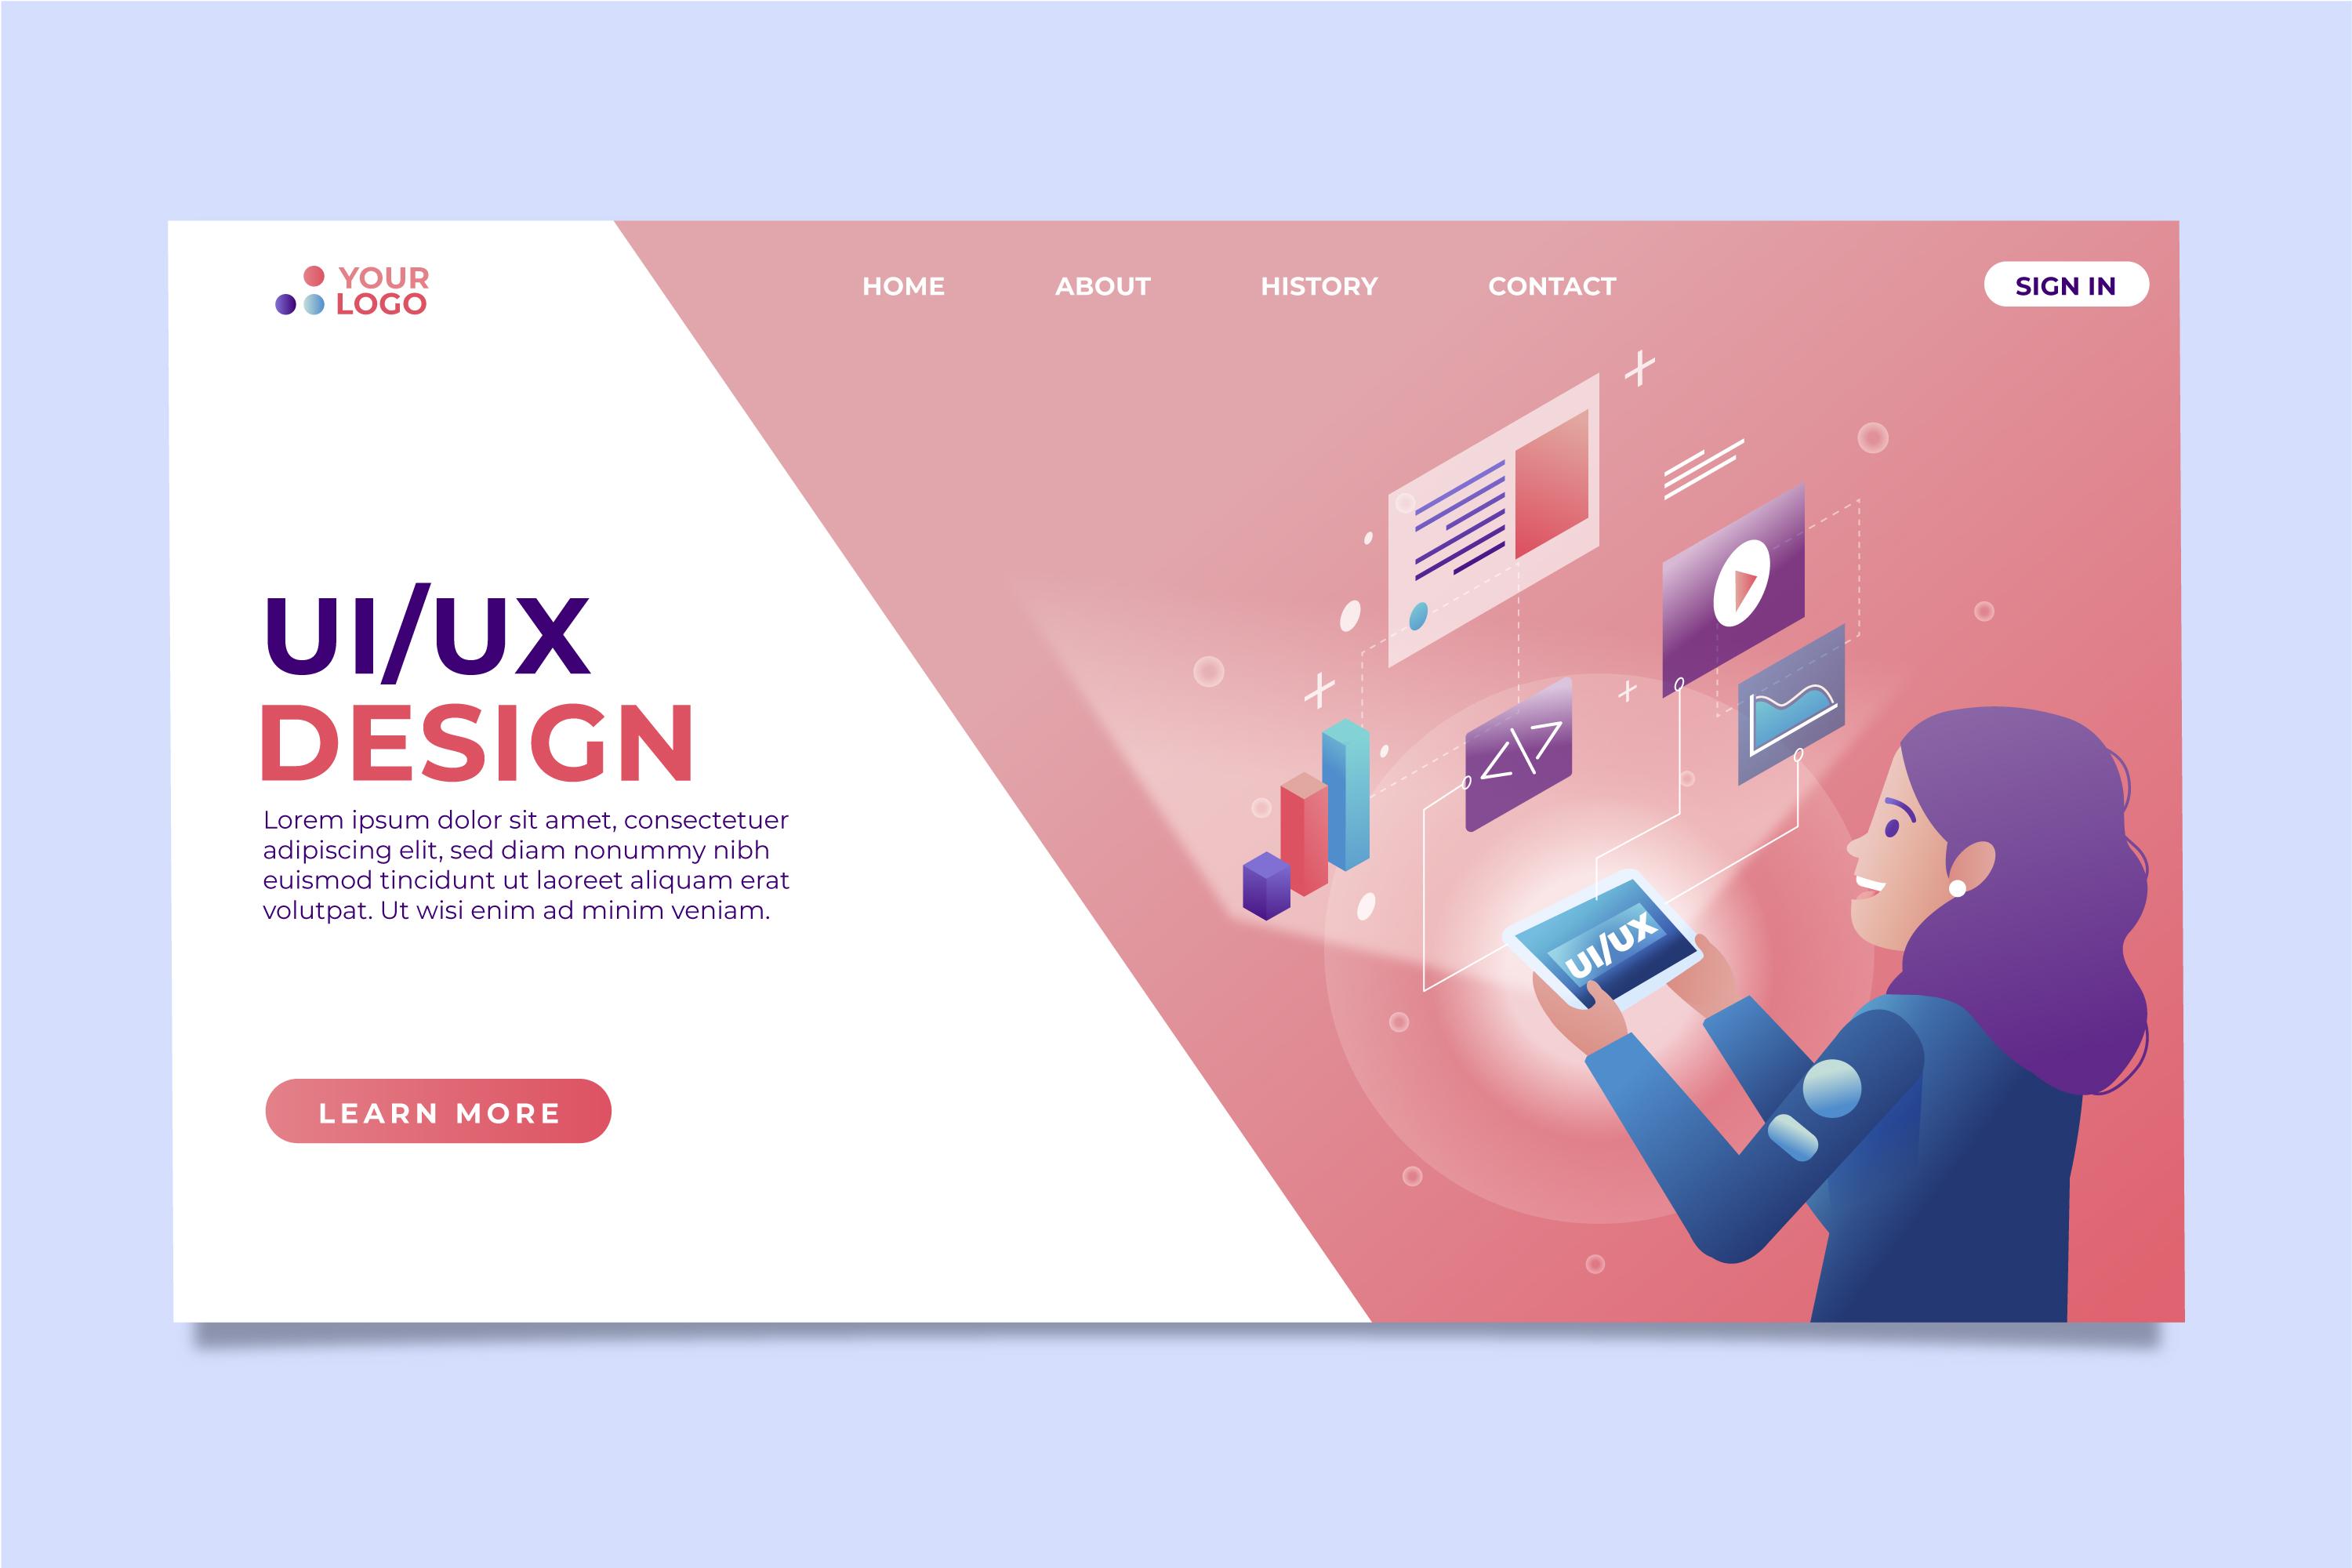 YOUR
LOGO
HOME
ABOUT
HISTORY
CONTACT
SIGN IN
UI/UX
DESIGN
Lorem ipsum dolor sit amet, consectetuer
adipiscing elit, sed diam nonummy nibh
euismod tincidunt ut laoreet aliquam erat
volutpat. Ut wisi enim ad minim veniam.
LEARN MORE
<\>
UI/UX